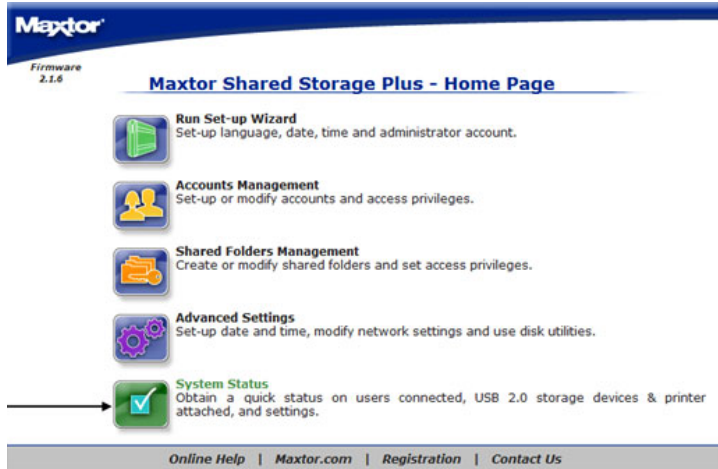 Maxtor
Firmware
2.1.6
Maxtor Shared Storage Plus - Home Page
Run Set-up Wizard
Set-up language, date, time and administrator account.
Accounts Management
Set-up or modify accounts and access privileges.
Shared Folders Management
Create or modify shared folders and set access privileges.
Advanced Settings
Set-up date and time, modify network settings and use disk utilities.
System Status
Obtain a quick status on users connected, USB 2.0 storage devices & printer
attached, and settings.
Online Help | Maxtor.com | Registration | Contact Us